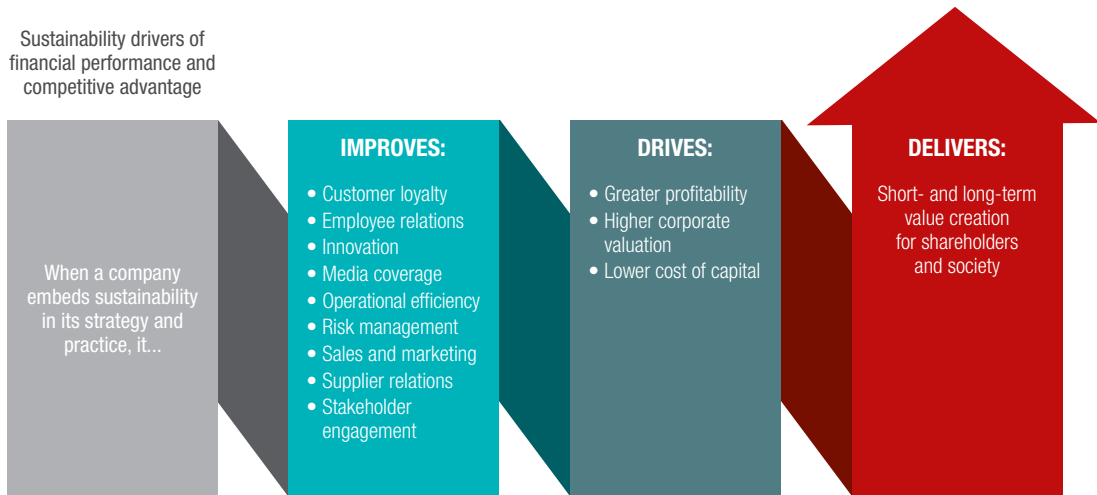 Sustainability drivers of
financial performance and
competitive advantage
When a company
embeds sustainability
in its strategy and
practice, it...
IMPROVES:
• Customer loyalty
• Employee relations
• Innovation
• Media coverage
• Operational efficiency
• Risk management
• Sales and marketing
• Supplier relations
• Stakeholder
engagement
DRIVES:
• Greater profitability
• Higher corporate
valuation
• Lower cost of capital
DELIVERS:
Short- and long-term
value creation
for shareholders
and society